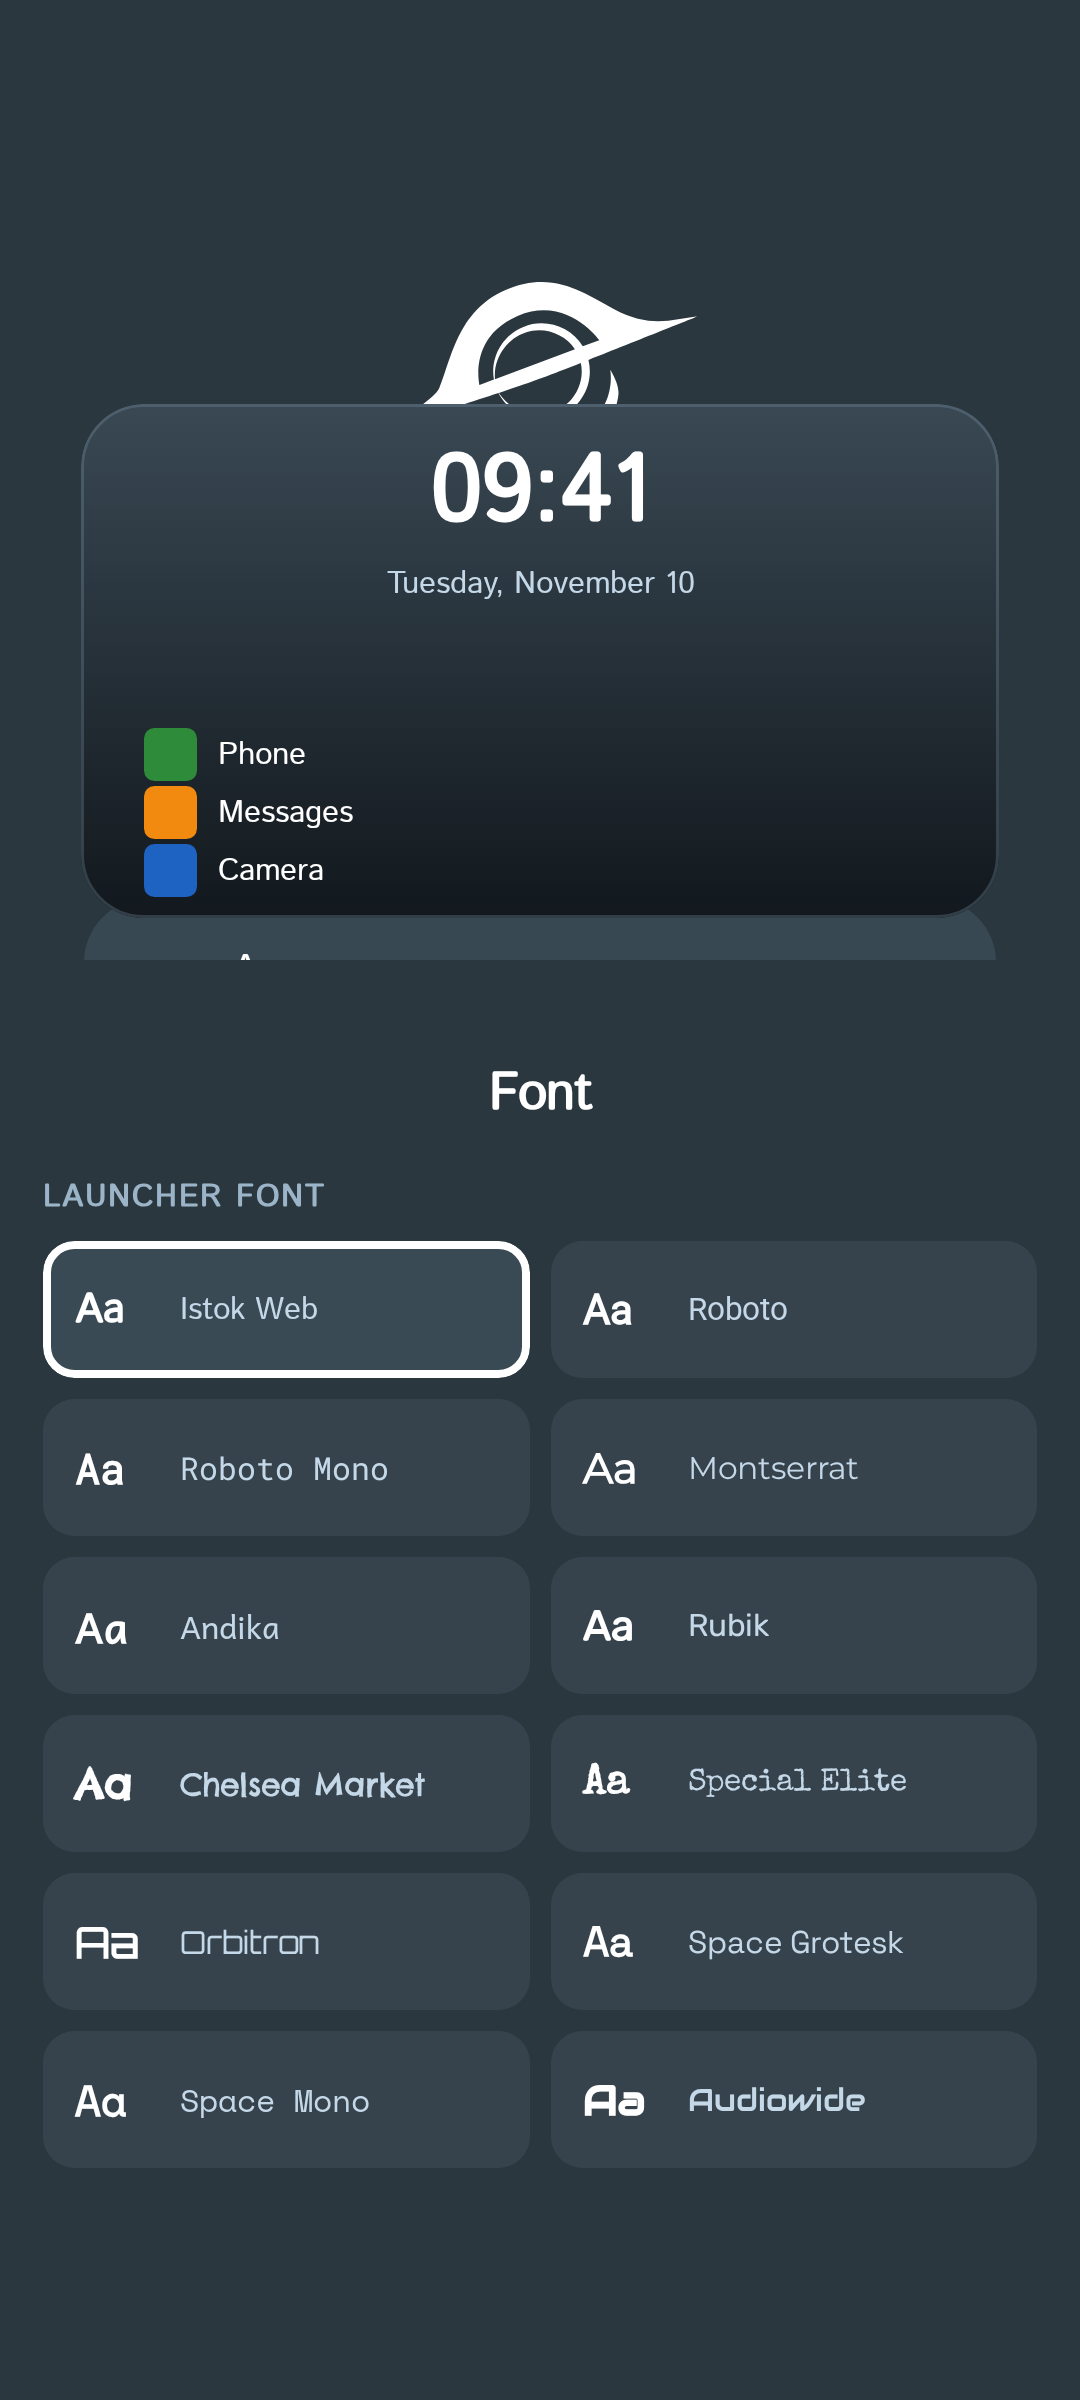 09:41
Tuesday, November 10
Phone
Messages
Camera
Font
LAUNCHER FONT
Aa Istok Web
Aa Roboto
Aa Roboto Mono
Aa Montserrat
Aa Andika
Aa Rubik
Aa Chelsea Market
Aa Special Elite
Aa Orbitron
Aa Space Grotesk
Aa Space Mono
Aa Audiowide